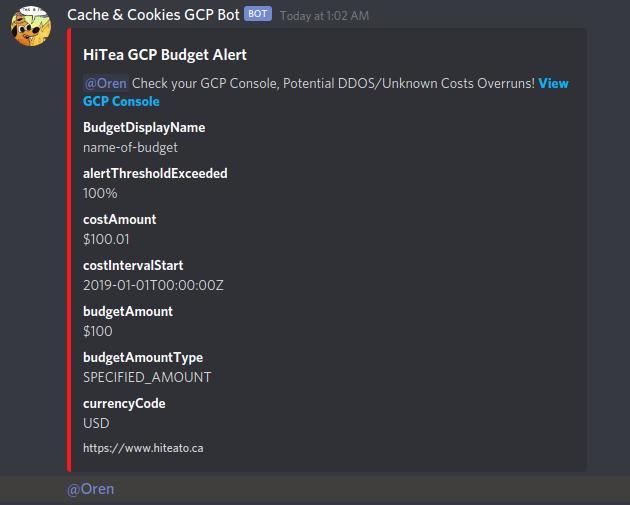 Cache & Cookies GCP Bot BOT Today at 1:02 AM
HiTea GCP Budget Alert
@Oren Check your GCP Console, Potential DDOS/Unknown Costs Overruns! View
GCP Console
BudgetDisplayName
name-of-budget
alertThresholdExceeded
100%
costAmount
$100.01
costIntervalStart
2019-01-01T00:00:00Z
budgetAmount
$100
budgetAmountType
SPECIFIED_AMOUNT
currencyCode
USD
https://www.hiteato.ca
@Oren